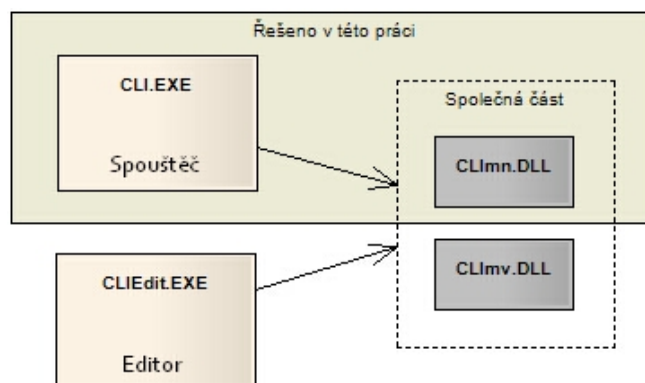 Řešeno v této práci
CLI.EXE
Spouštěč
Společná část
CLImn.DLL
CLImv.DLL
CLIEdit.EXE
Editor